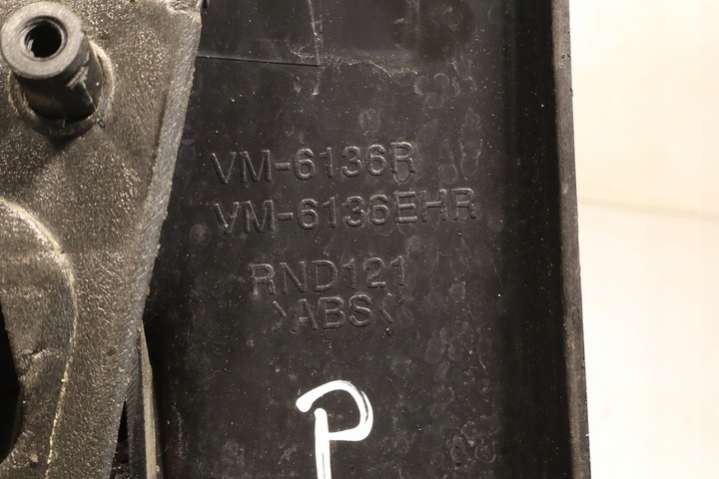 VM-6136R
VM-6136EHR
RND121
>ABS<
P